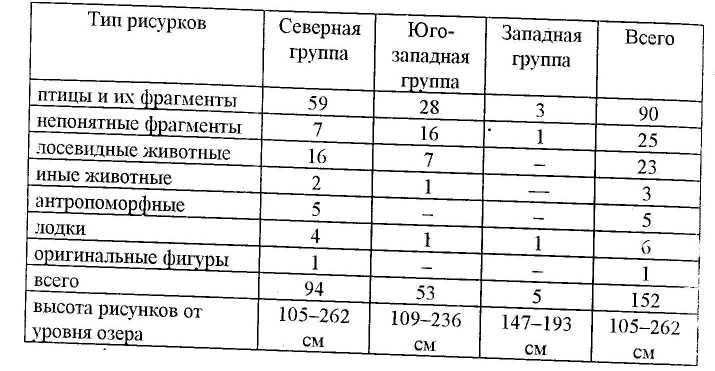 Тип рисурков Северная группа Юго-западная группа Западная группа Всего
птицы и их фрагменты 59 28 3 90
непонятные фрагменты 7 16 1 25
лосевидные животные 16 7 – 23
иные животные 2 1 — 3
антропоморфные 5 – – 5
лодки 4 1 1 6
оригинальные фигуры 1 – – 1
всего 94 53 5 152
высота рисунков от уровня озера 105–262 см 109–236 см 147–193 см 105–262 см